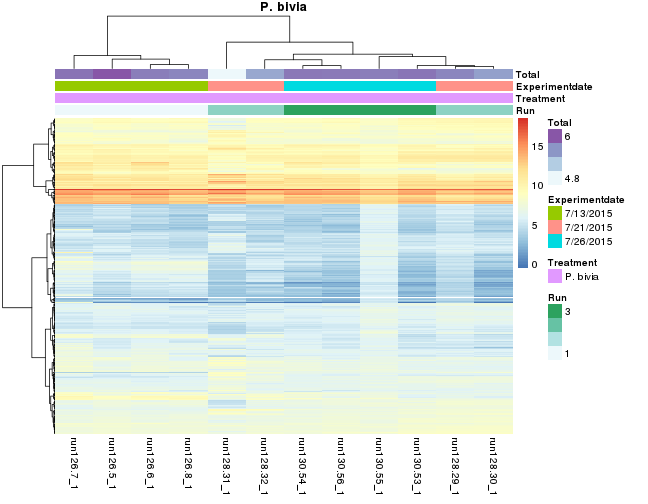 P. bivia
Total
Experimentdate
Treatment
Run
Total
6
4.8
Experimentdate
7/13/2015
7/21/2015
7/26/2015
Treatment
P. bivia
Run
3
1
15
10
5
0
run126.7_1
run126.5_1
run126.6_1
run126.8_1
run128.31_1
run128.32_1
run130.54_1
run130.56_1
run130.55_1
run130.53_1
run128.29_1
run128.30_1